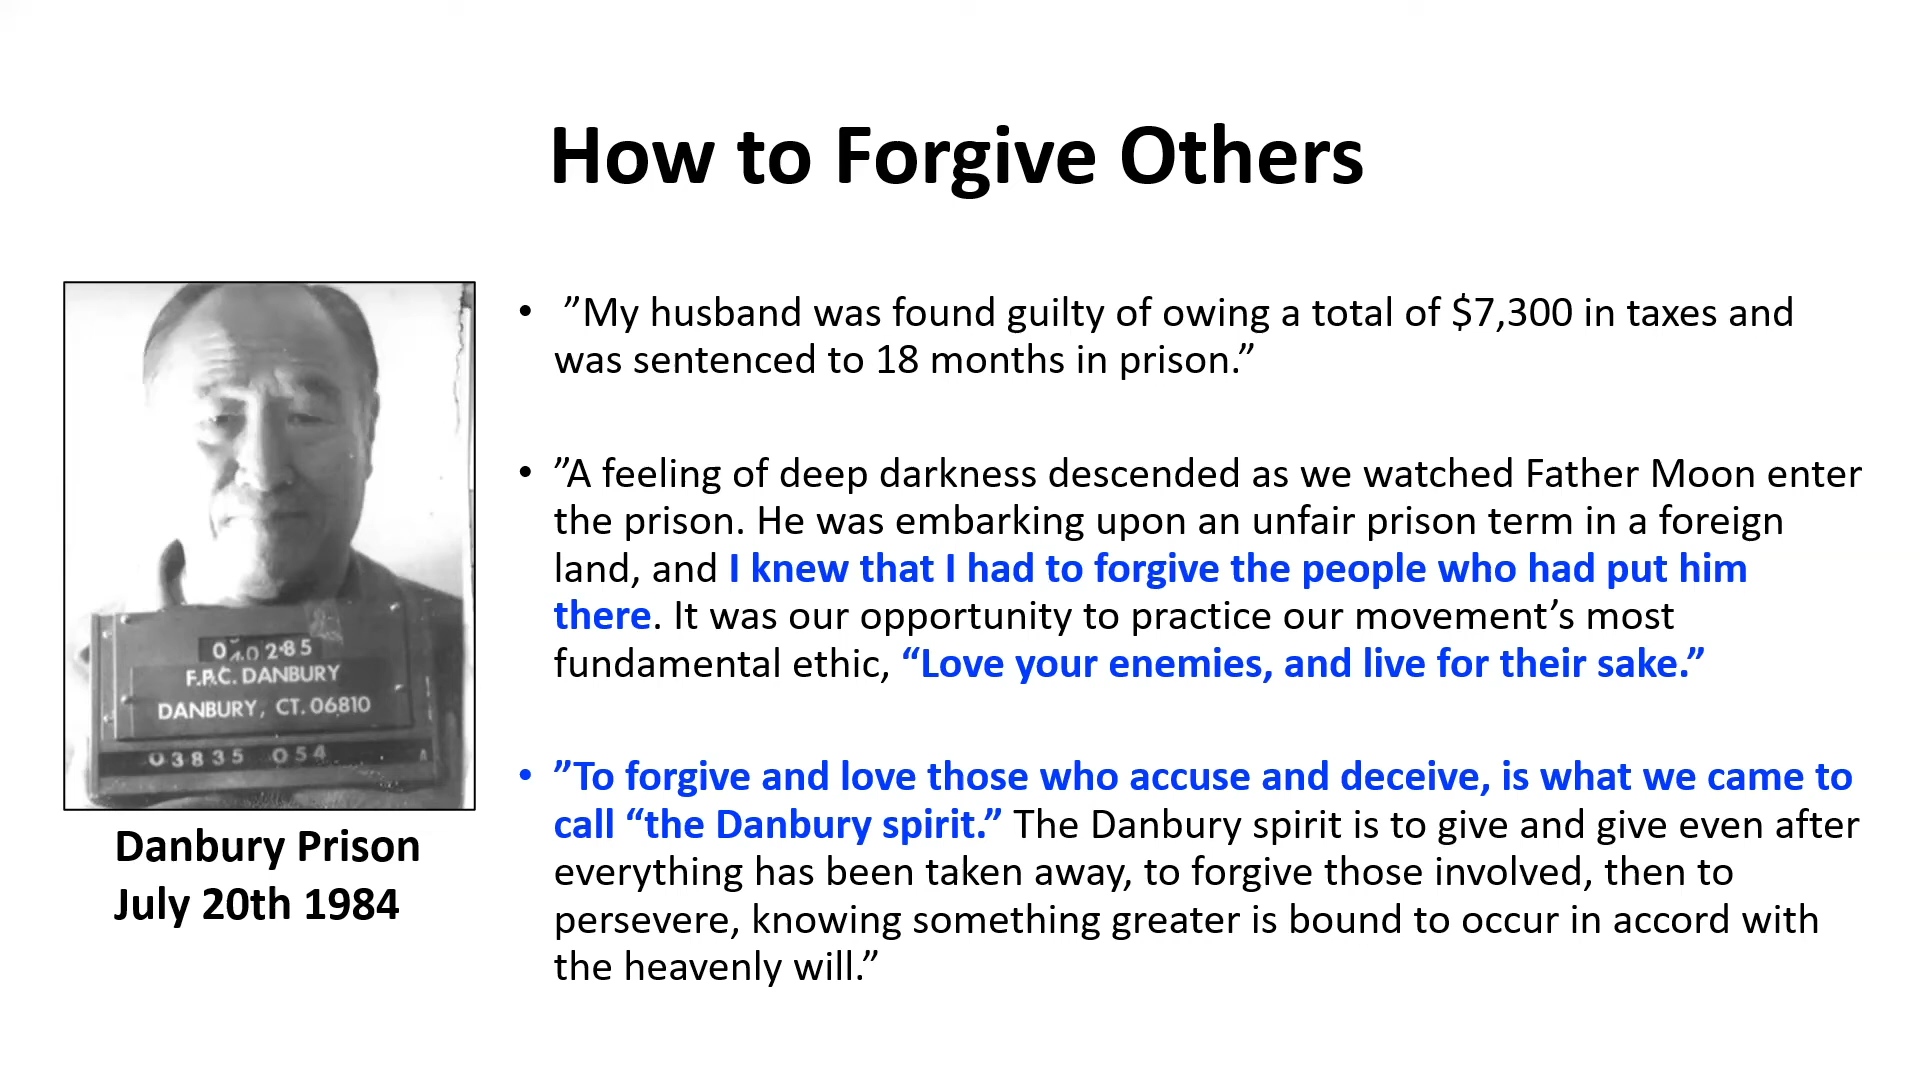 How to Forgive Others
• ”My husband was found guilty of owing a total of $7,300 in taxes and
was sentenced to 18 months in prison.”
• ”A feeling of deep darkness descended as we watched Father Moon enter
the prison. He was embarking upon an unfair prison term in a foreign
land, and I knew that I had to forgive the people who had put him
there. It was our opportunity to practice our movement’s most
fundamental ethic, “Love your enemies, and live for their sake.”
• ”To forgive and love those who accuse and deceive, is what we came to
call “the Danbury spirit.” The Danbury spirit is to give and give even after
everything has been taken away, to forgive those involved, then to
persevere, knowing something greater is bound to occur in accord with
the heavenly will.”
F.P.C. DANBURY
DANBURY, CT. 06810
03835 054
Danbury Prison
July 20th 1984